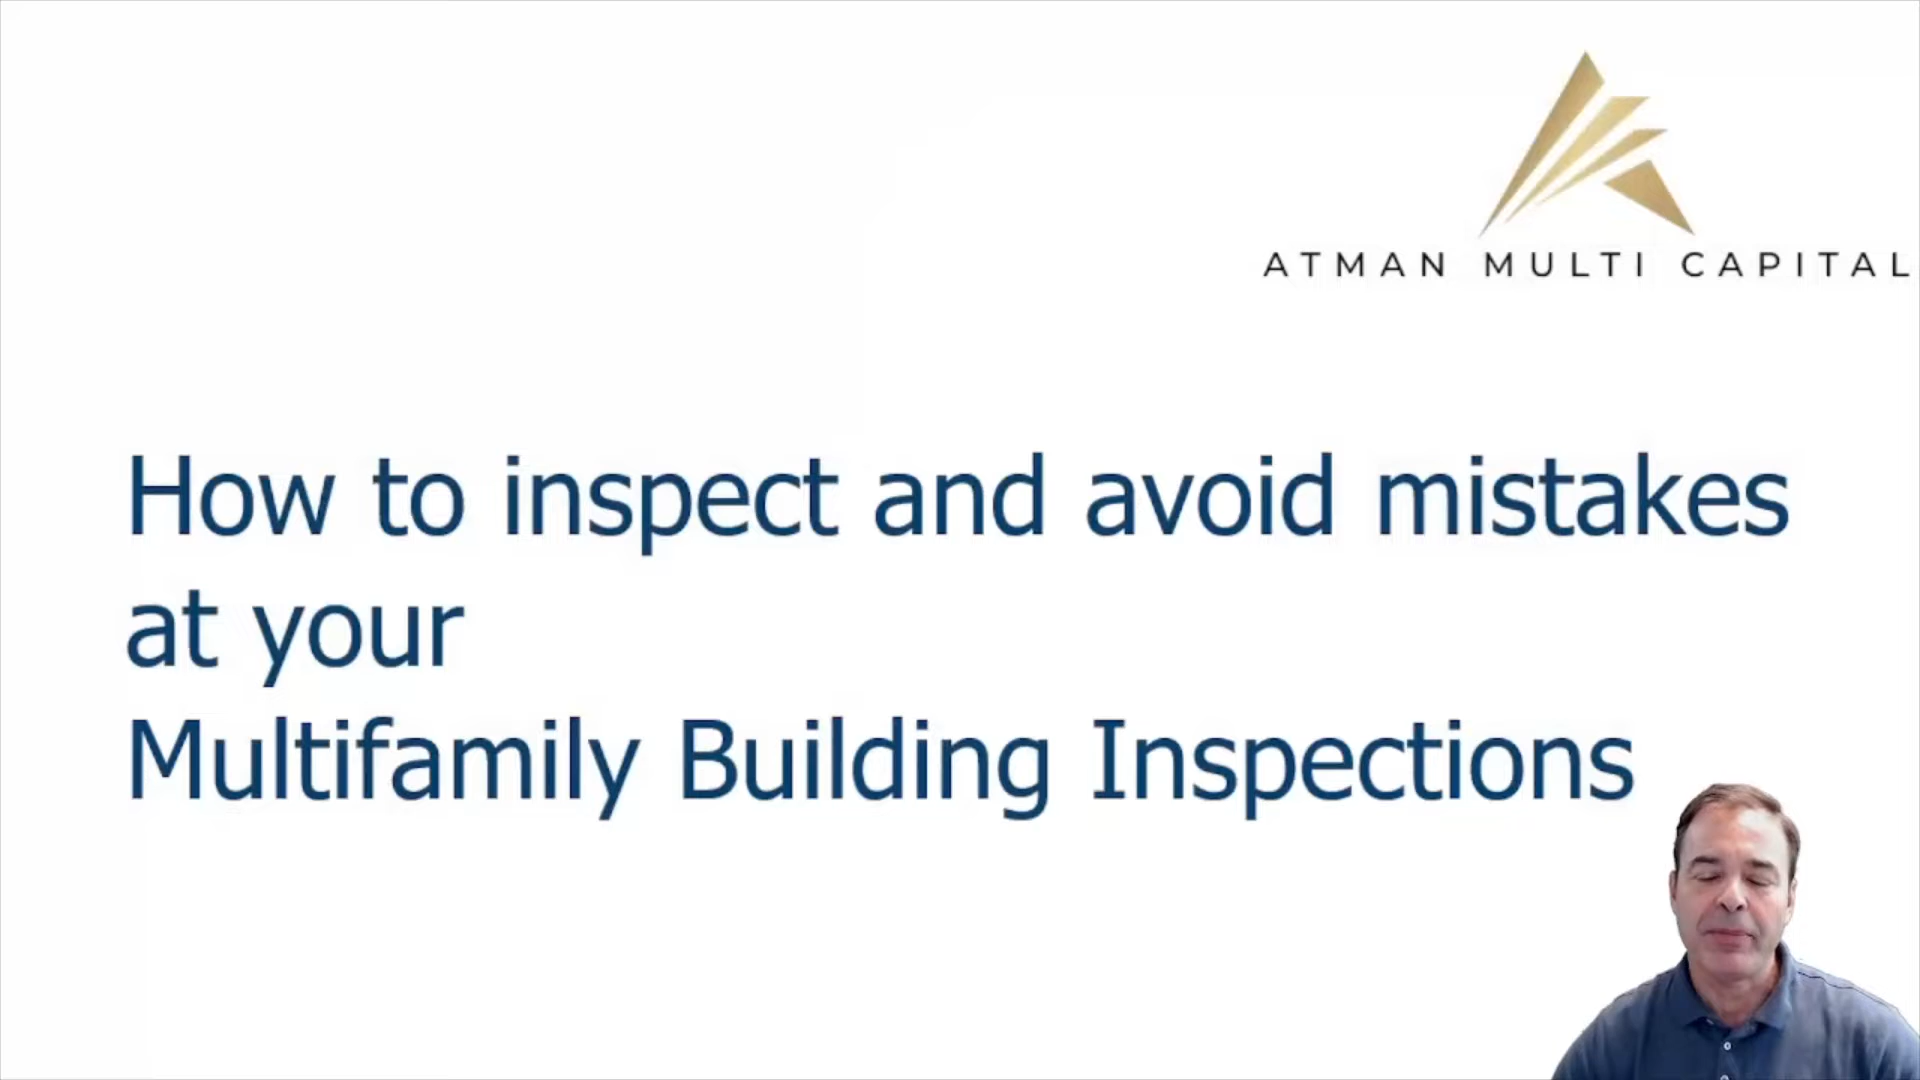 ATMAN MULTI CAPITAL
How to inspect and avoid mistakes
at your
Multifamily Building Inspections